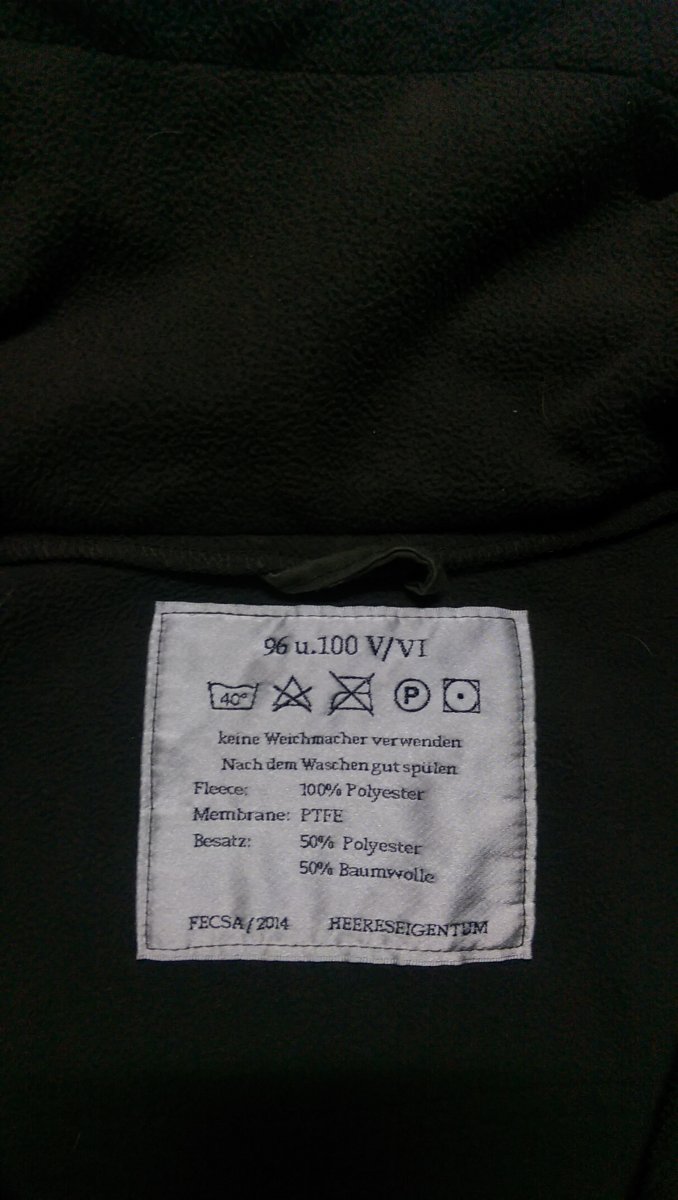 96 u.100 V/VI
40° P
keine Weichmacher verwenden
Nach dem Waschen gut spülen
Fleece: 100% Polyester
Membrane: PTFE
Besatz: 50% Polyester
50% Baumwolle
FECSA/2014 HEERESEIGENTUM